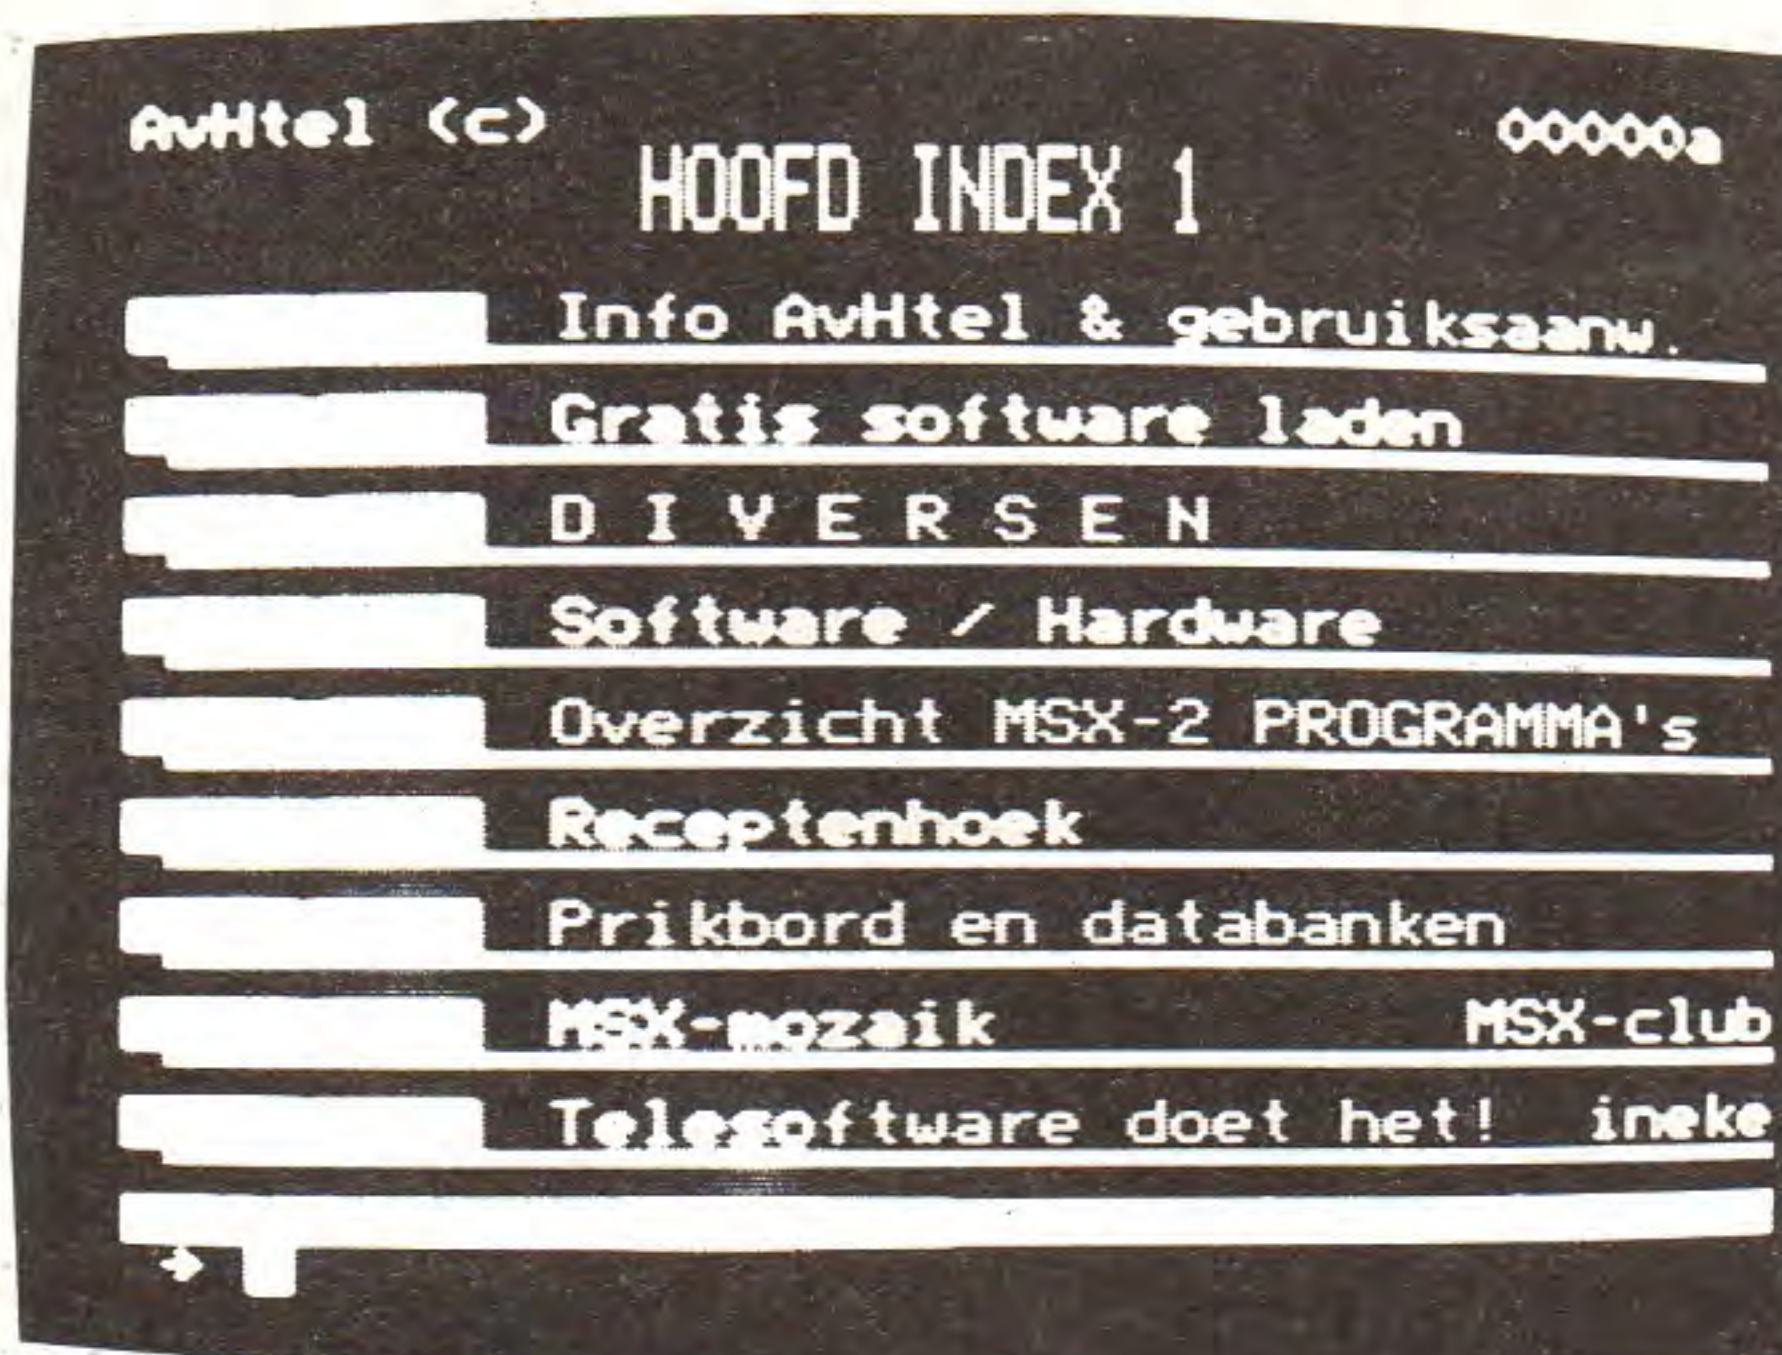 AvHtel (c) 00000a
HOOFD INDEX 1
Info AvHtel & gebruiksaanw.
Gratis software laden
D I V E R S E N
Software / Hardware
Overzicht MSX-2 PROGRAMMA's
Receptenhoek
Prikbord en databanken
MSX-mozaik MSX-club
Telesoftware doet het! ineke
→